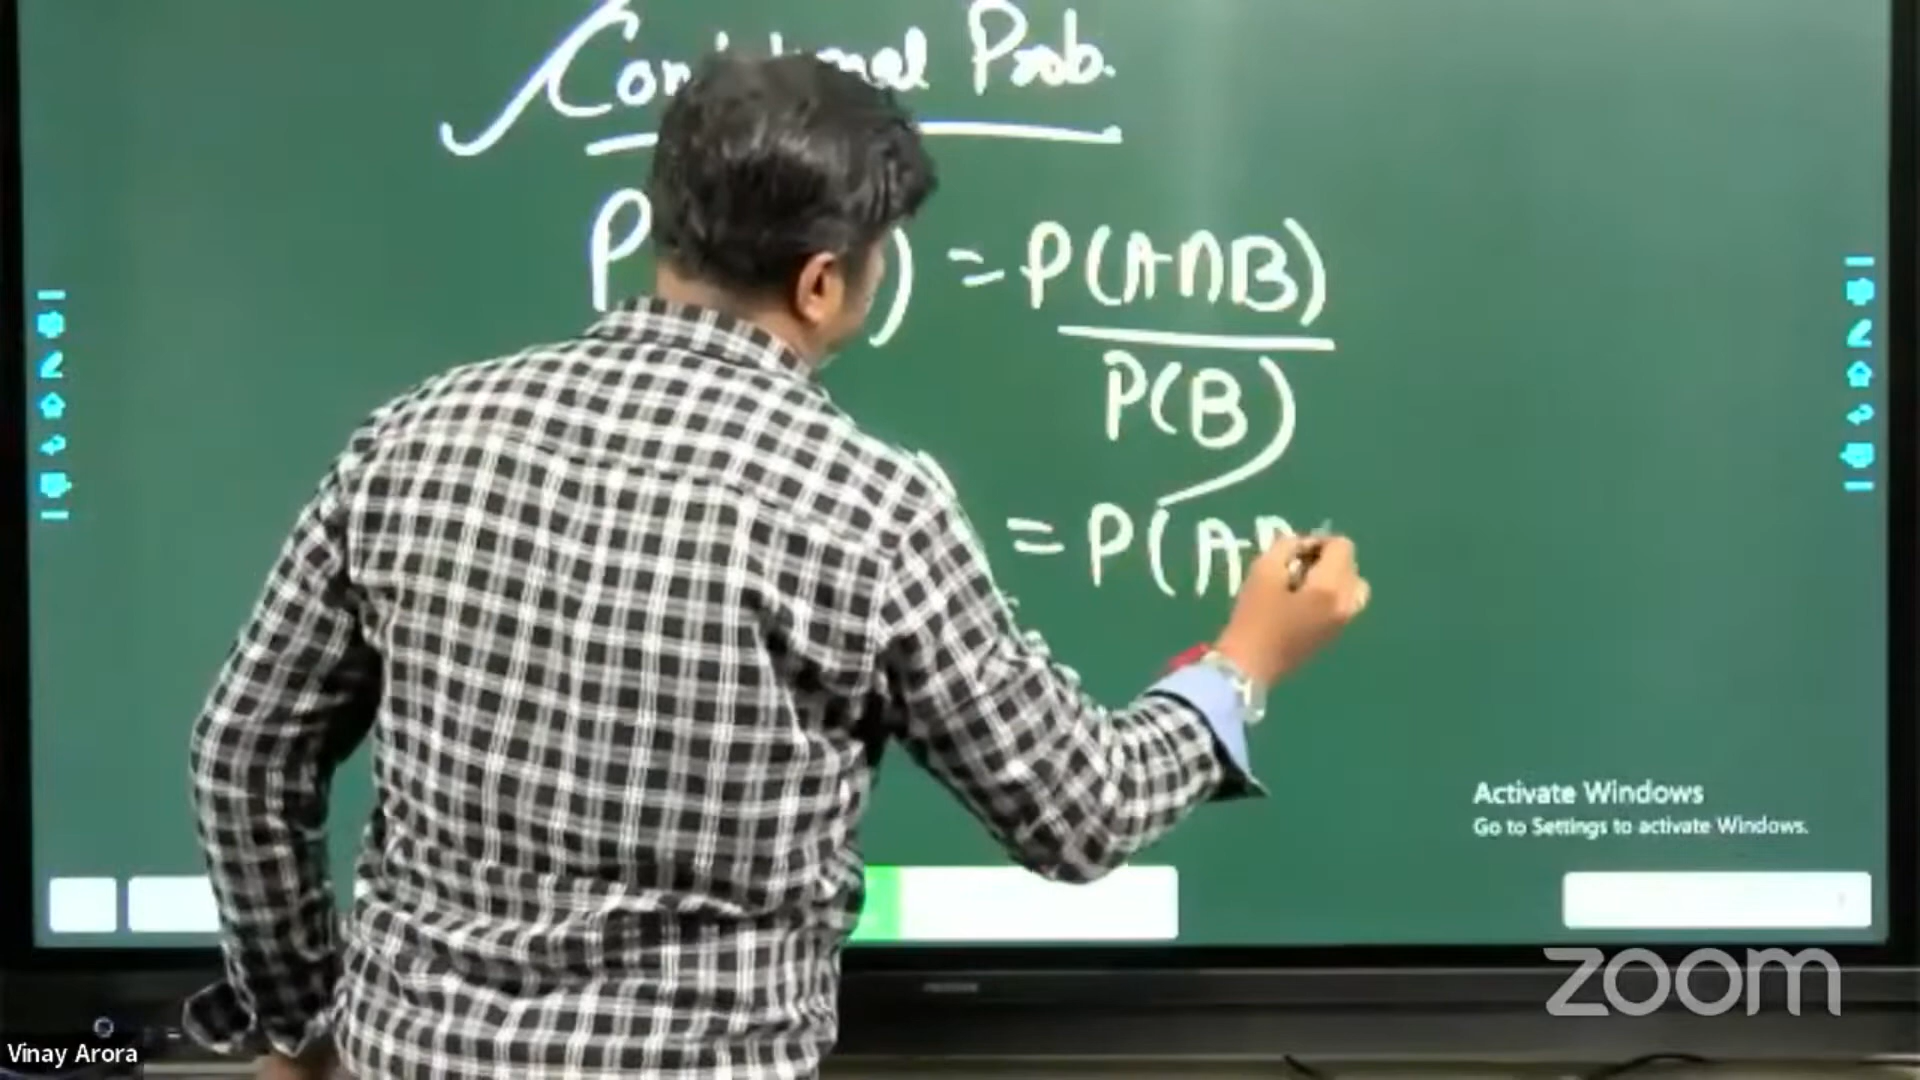 Prob.
P ) = P(A∩B)
P(B)
= P(A∩
Activate Windows
Go to Settings to activate Windows.
zoom
Vinay Arora